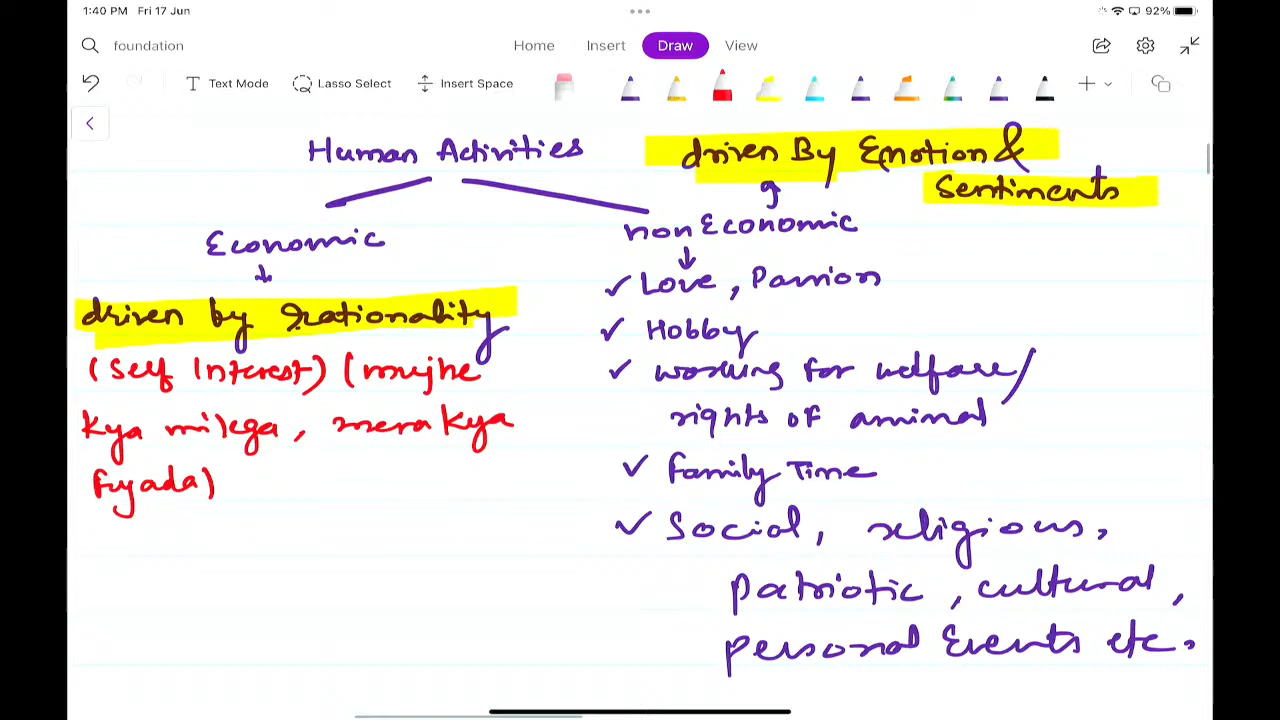 1:40 PM Fri 17 Jun
92%
foundation
Home Insert Draw View
Text Mode Lasso Select Insert Space
Human Activities
driven By Emotion &
Sentiments
Economic
non Economic
driven by rationality
(Self Interest) (mujhe
kya milega, mera kya
fayada)
✓ Love, Passion
✓ Hobby
✓ working for welfare/
rights of animal
✓ family Time
✓ Social, religious,
patriotic, cultural,
personal Events etc.